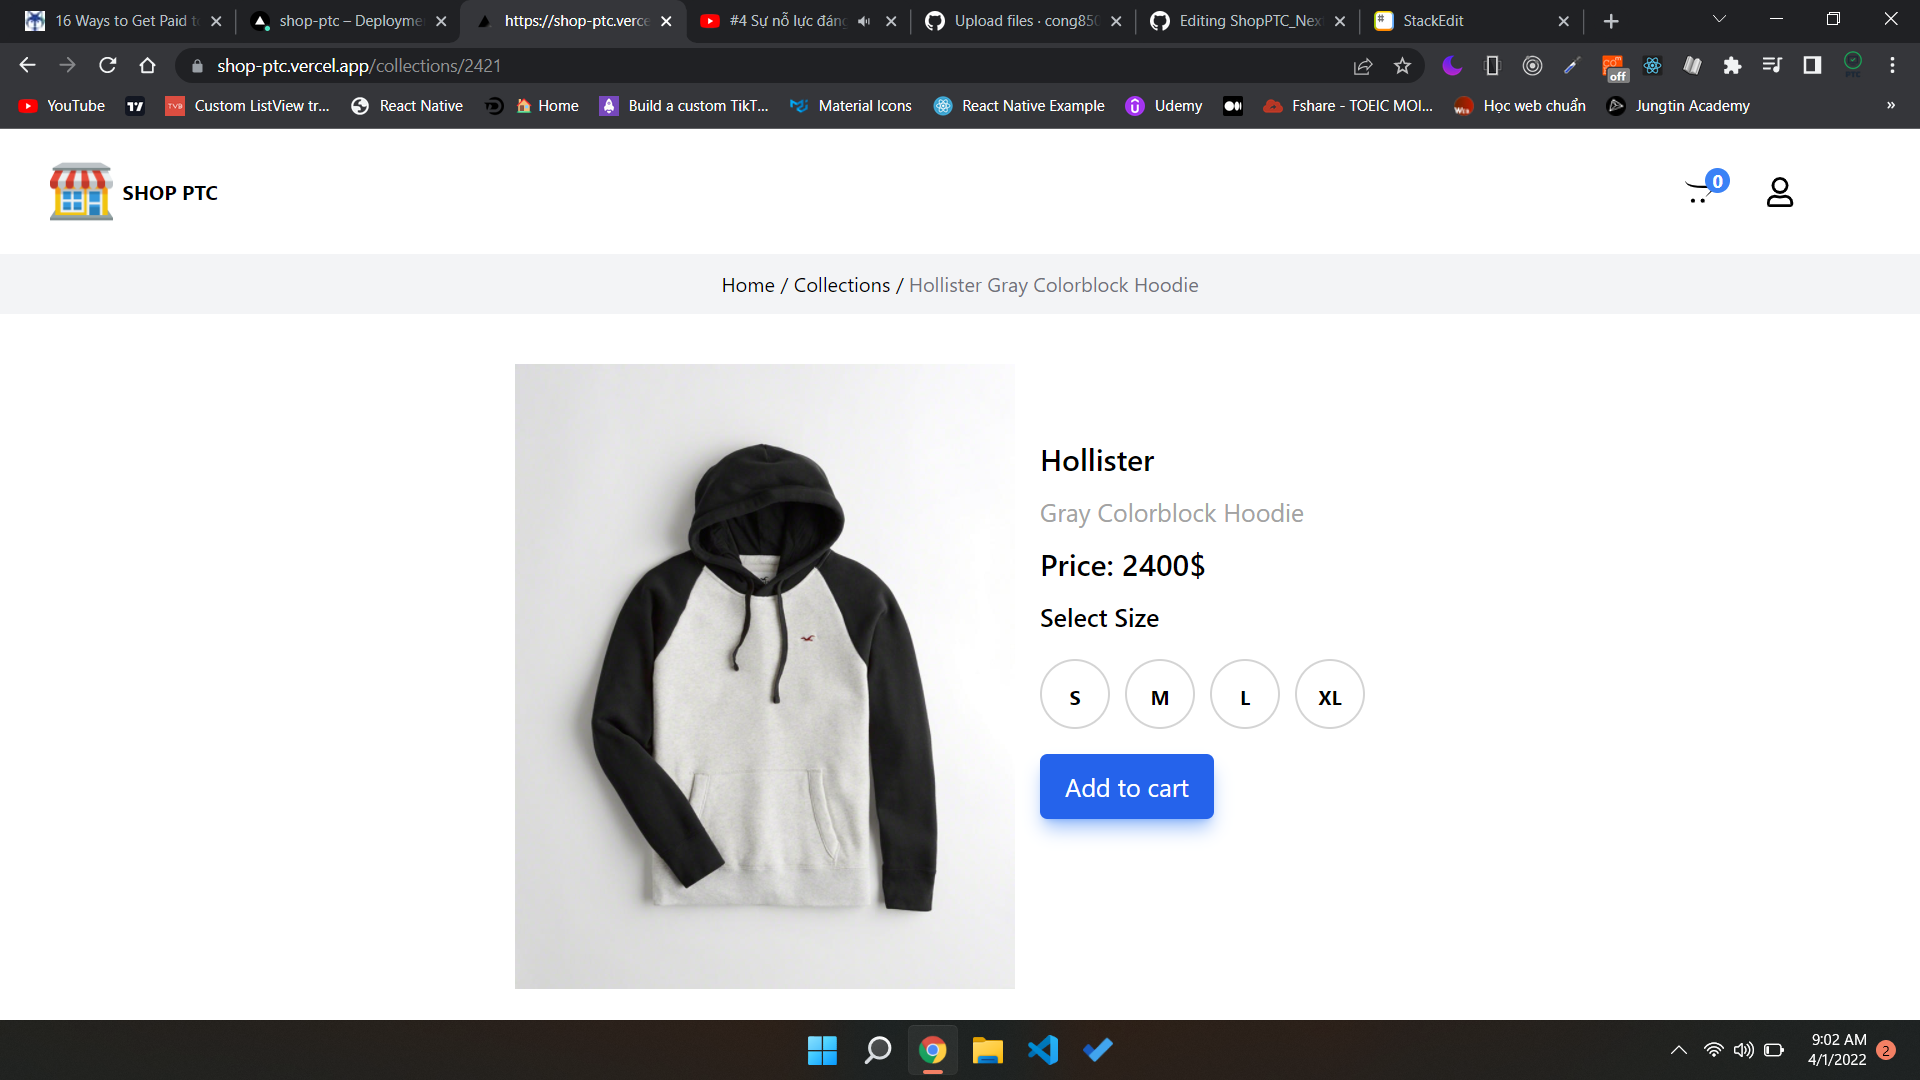 16 Ways to Get Paid t
shop-ptc – Deployme
https://shop-ptc.verce
#4 Sự nỗ lực đán
Upload files · cong850
Editing ShopPTC_Nex
StackEdit
shop-ptc.vercel.app/collections/2421
off
YouTube
Custom ListView tr...
React Native
Home
Build a custom TikT...
Material Icons
React Native Example
Udemy
Fshare - TOEIC MOI...
Học web chuẩn
Jungtin Academy
»
SHOP PTC
0
Home / Collections / Hollister Gray Colorblock Hoodie
Hollister
Gray Colorblock Hoodie
Price: 2400$
Select Size
S
M
L
XL
Add to cart
9:02 AM
4/1/2022
2